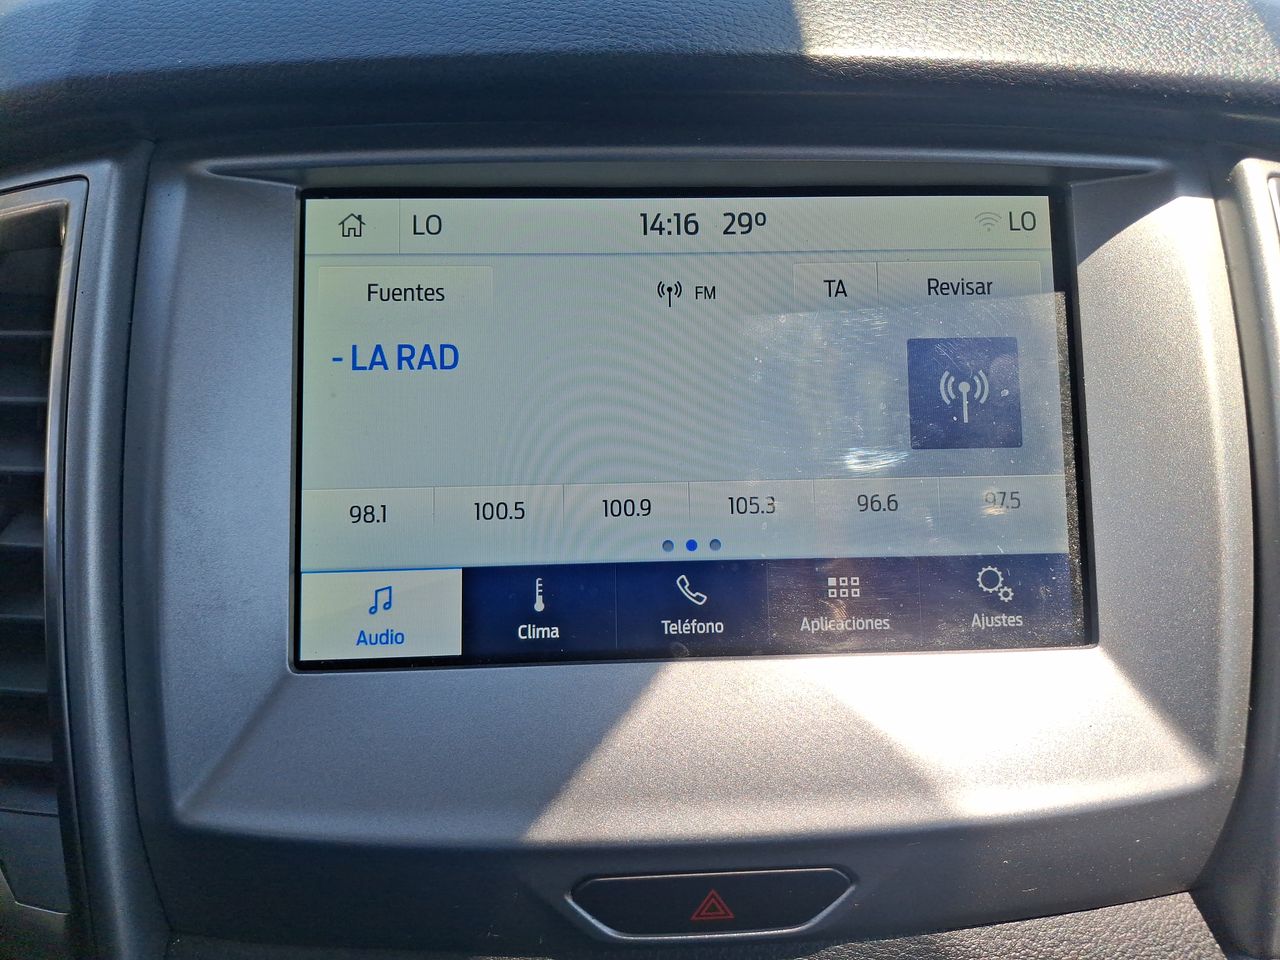 LO 14:16 29º LO
Fuentes FM TA Revisar
- LA RAD
98.1 100.5 100.9 105.3 96.6 97.5
Audio Clima Teléfono Aplicaciones Ajustes